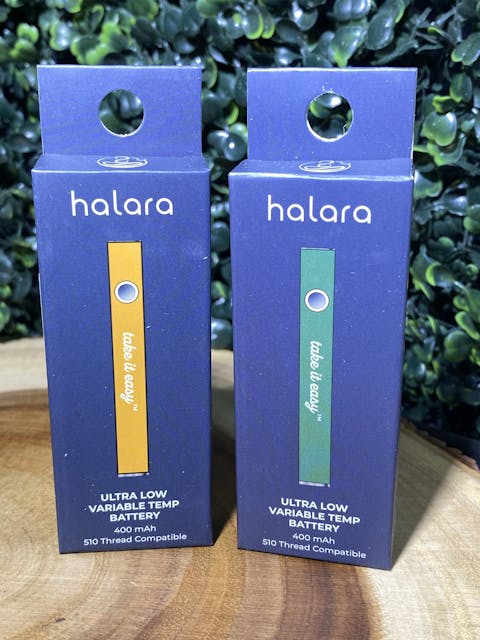 halara
take it easy™
ULTRA LOW
VARIABLE TEMP
BATTERY
400 mAh
510 Thread Compatible
halara
take it easy™
ULTRA LOW
VARIABLE TEMP
BATTERY
400 mAh
510 Thread Compatible